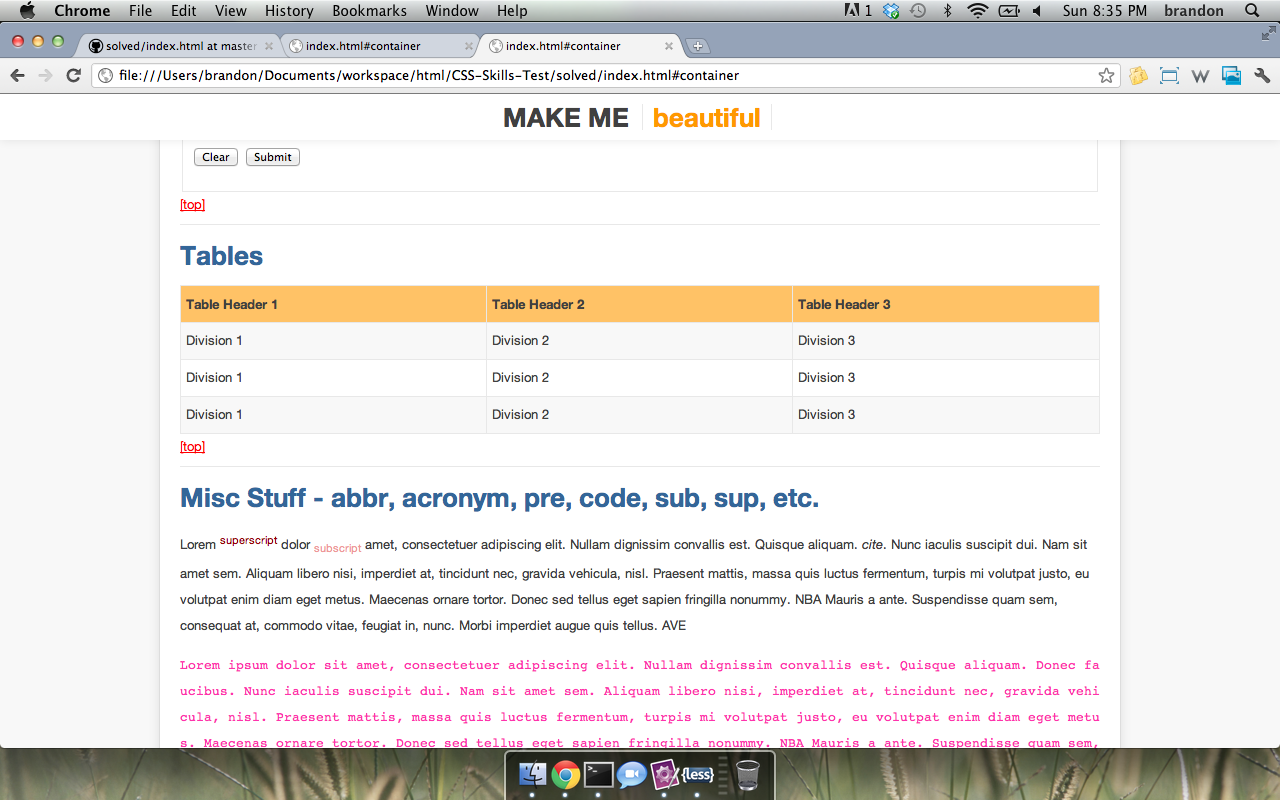 Chrome File Edit View History Bookmarks Window Help 1 Sun 8:35 PM brandon
solved/index.html at master index.html#container index.html#container
file:///Users/brandon/Documents/workspace/html/CSS-Skills-Test/solved/index.html#container W
MAKE ME beautiful
Clear Submit
[top]
Tables
Table Header 1 Table Header 2 Table Header 3
Division 1 Division 2 Division 3
Division 1 Division 2 Division 3
Division 1 Division 2 Division 3
[top]
Misc Stuff - abbr, acronym, pre, code, sub, sup, etc.
Lorem superscript dolor subscript amet, consectetuer adipiscing elit. Nullam dignissim convallis est. Quisque aliquam. cite. Nunc iaculis suscipit dui. Nam sit
amet sem. Aliquam libero nisi, imperdiet at, tincidunt nec, gravida vehicula, nisl. Praesent mattis, massa quis luctus fermentum, turpis mi volutpat justo, eu
volutpat enim diam eget metus. Maecenas ornare tortor. Donec sed tellus eget sapien fringilla nonummy. NBA Mauris a ante. Suspendisse quam sem,
consequat at, commodo vitae, feugiat in, nunc. Morbi imperdiet augue quis tellus. AVE
Lorem ipsum dolor sit amet, consectetuer adipiscing elit. Nullam dignissim convallis est. Quisque aliquam. Donec fa
ucibus. Nunc iaculis suscipit dui. Nam sit amet sem. Aliquam libero nisi, imperdiet at, tincidunt nec, gravida vehi
cula, nisl. Praesent mattis, massa quis luctus fermentum, turpis mi volutpat justo, eu volutpat enim diam eget metu
s. Maecenas ornare tortor. Donec sed tellus eget sapien fringilla nonummy. NBA Mauris a ante. Suspendisse quam sem,
{less}